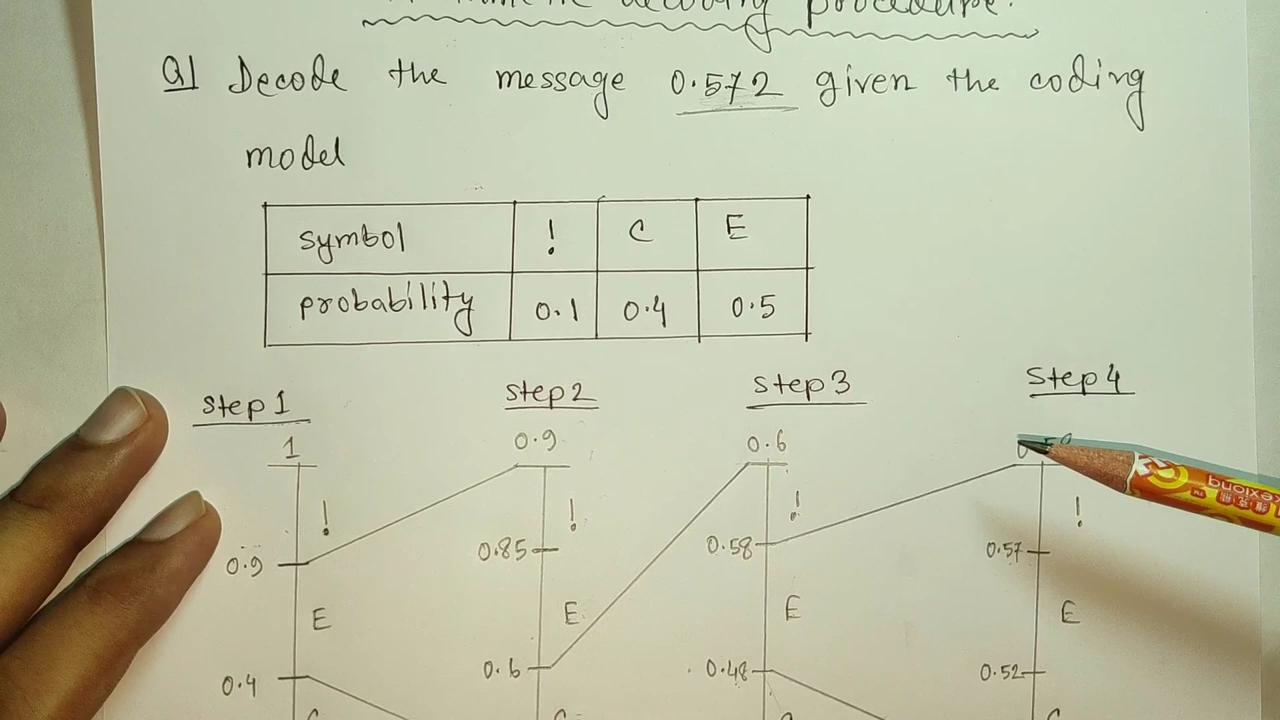 decoding procedure.
Q1 Decode the message 0.572 given the coding
model
symbol ! C E
probability 0.1 0.4 0.5
Step 1 Step 2 Step 3 Step 4
1 0.9 0.6
! ! ! !
0.9 0.85 0.58 0.57
E E E E
0.4 0.6 0.48 0.52